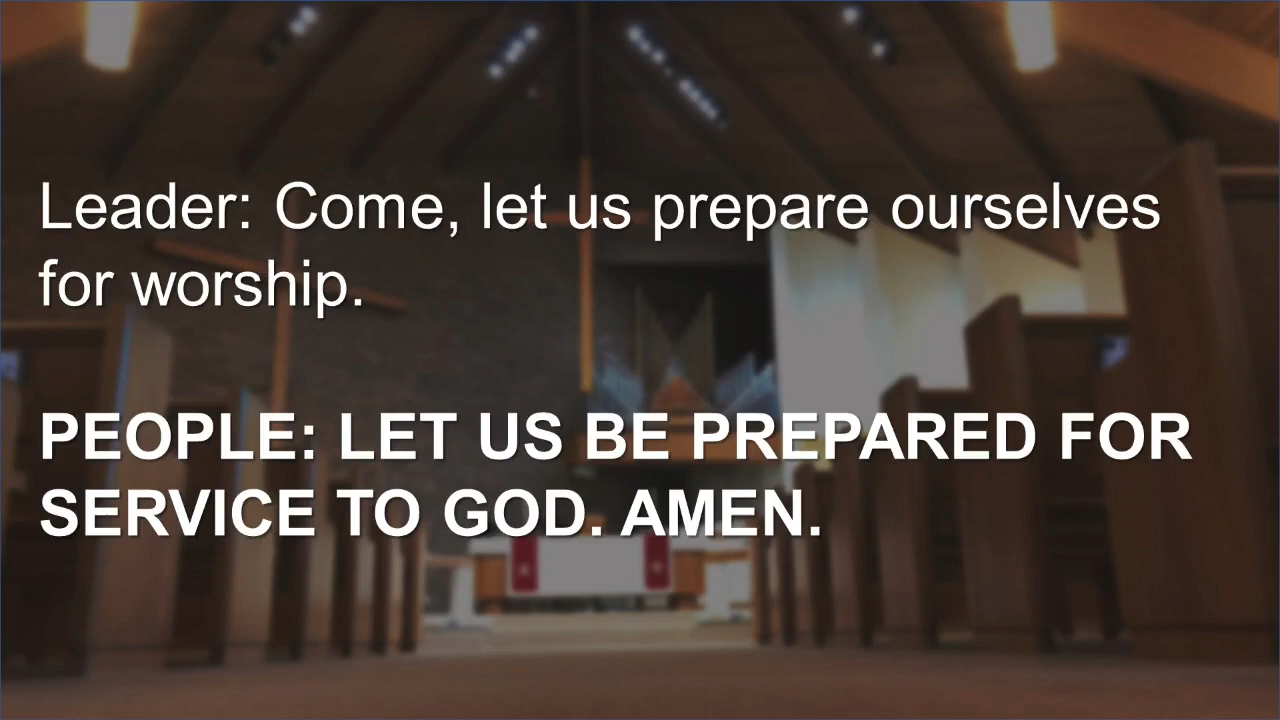 Leader: Come, let us prepare ourselves
for worship.
PEOPLE: LET US BE PREPARED FOR
SERVICE TO GOD. AMEN.